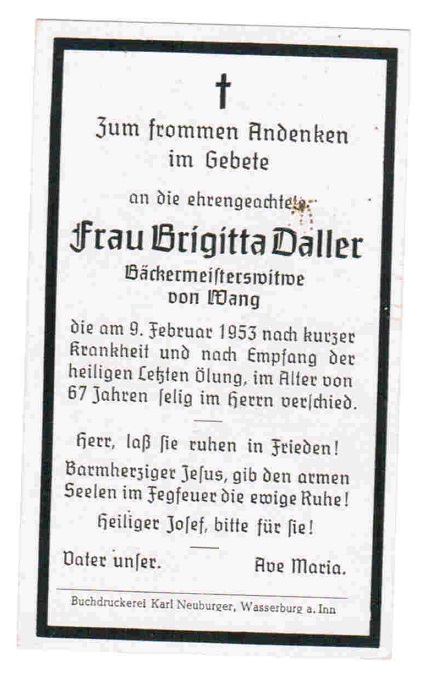 Zum frommen Andenken
im Gebete
an die ehrengeachtete
Frau Brigitta Daller
Bäckermeiſterswitwe
von Wang
die am 9. Februar 1953 nach kurzer
Krankheit und nach Empfang der
heiligen Letzten Ölung, im Alter von
67 Jahren ſelig im Herrn verſchied.
Herr, laß ſie ruhen in Frieden!
Barmherziger Jeſus, gib den armen
Seelen im Fegfeuer die ewige Ruhe!
Heiliger Joſef, bitte für ſie!
Vater unſer. Ave Maria.
Buchdruckerei Karl Neuburger, Wasserburg a. Inn